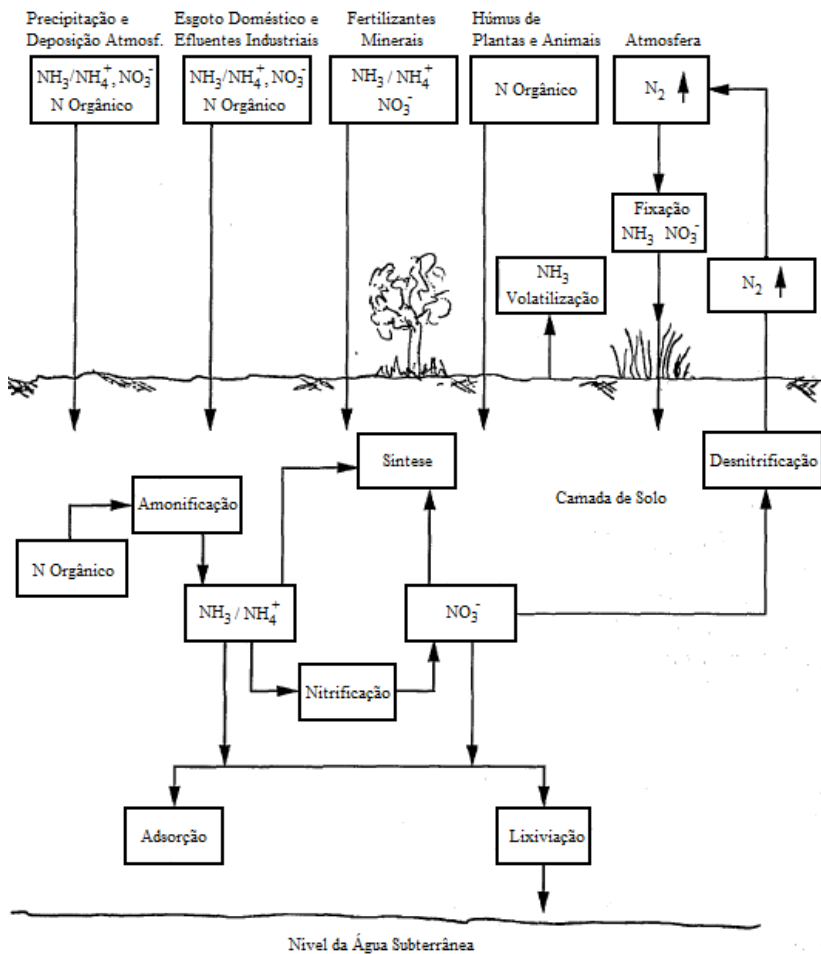 Precipitação e
Deposição Atmosf.
Esgoto Doméstico e
Efluentes Industriais
Fertilizantes
Minerais
Húmus de
Plantas e Animais
Atmosfera
NH₃/NH₄⁺, NO₃⁻
N Orgânico
NH₃/NH₄⁺, NO₃⁻
N Orgânico
NH₃ / NH₄⁺
NO₃⁻
N Orgânico
N₂
Fixação
NH₃ NO₃⁻
NH₃
Volatilização
N₂
Síntese
Desnitrificação
Camada de Solo
Amonificação
N Orgânico
NH₃ / NH₄⁺
NO₃⁻
Nitrificação
Adsorção
Lixiviação
Nível da Água Subterrânea